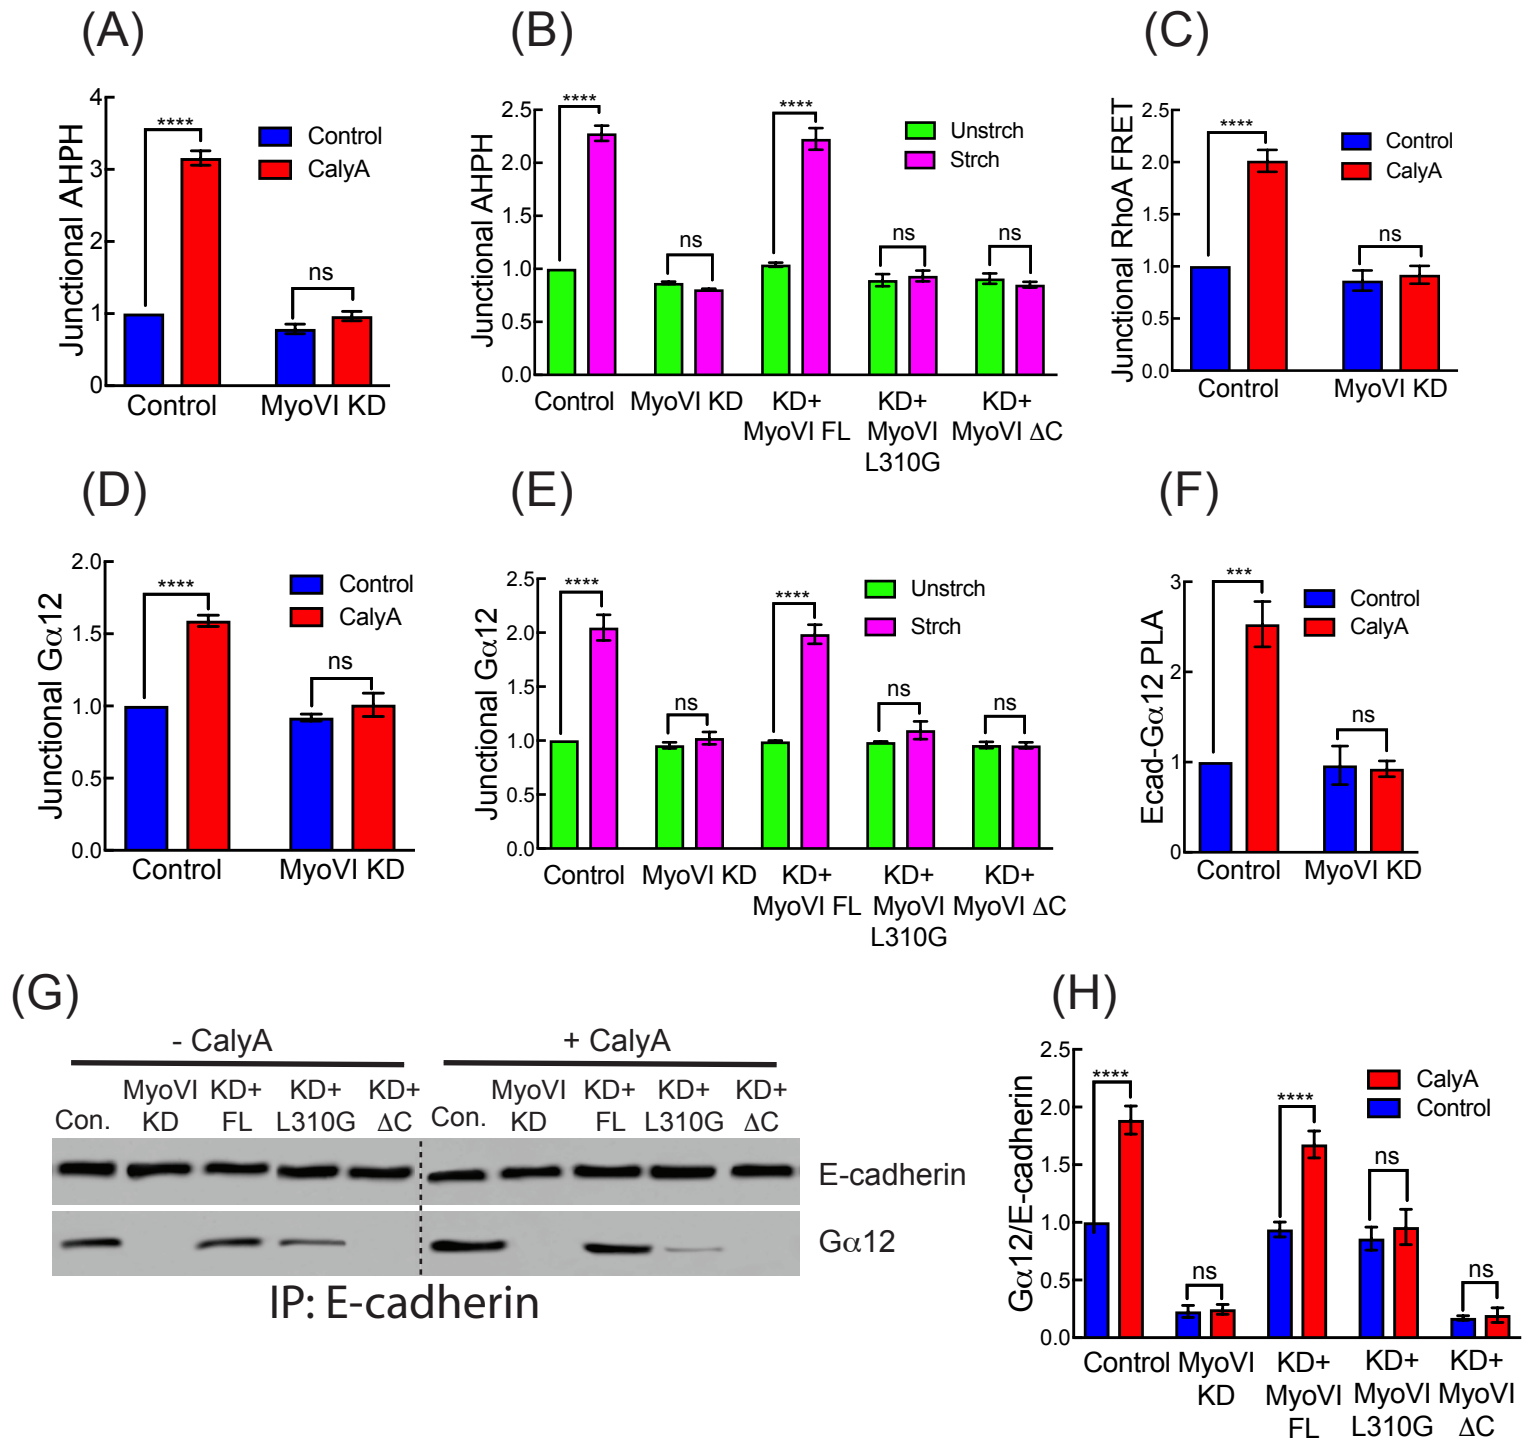 (A)
Junctional AHPH
4
3
2
1
0
****
ns
Control
CalyA
Control
MyoVI KD
(B)
Junctional AHPH
2.5
2.0
1.5
1.0
0.5
0.0
****
ns
****
ns
ns
Unstrch
Strch
Control
MyoVI KD
KD+
MyoVI FL
KD+
MyoVI
L310G
KD+
MyoVI ΔC
(C)
Junctional RhoA FRET
2.5
2.0
1.5
1.0
0.5
0.0
****
ns
Control
CalyA
Control
MyoVI KD
(D)
Junctional Gα12
2.0
1.5
1.0
0.5
0.0
****
ns
Control
CalyA
Control
MyoVI KD
(E)
Junctional Gα12
2.5
2.0
1.5
1.0
0.5
0.0
****
ns
****
ns
ns
Unstrch
Strch
Control
MyoVI KD
KD+
MyoVI FL
KD+
MyoVI
L310G
KD+
MyoVI ΔC
(F)
Ecad-Gα12 PLA
3
2
1
0
***
ns
Control
CalyA
Control
MyoVI KD
(G)
- CalyA
+ CalyA
Con.
MyoVI
KD
KD+
FL
KD+
L310G
KD+
ΔC
Con.
MyoVI
KD
KD+
FL
KD+
L310G
KD+
ΔC
E-cadherin
Gα12
IP: E-cadherin
(H)
Gα12/E-cadherin
2.5
2.0
1.5
1.0
0.5
0.0
****
ns
****
ns
ns
CalyA
Control
Control
MyoVI
KD
KD+
MyoVI
FL
KD+
MyoVI
L310G
KD+
MyoVI
ΔC